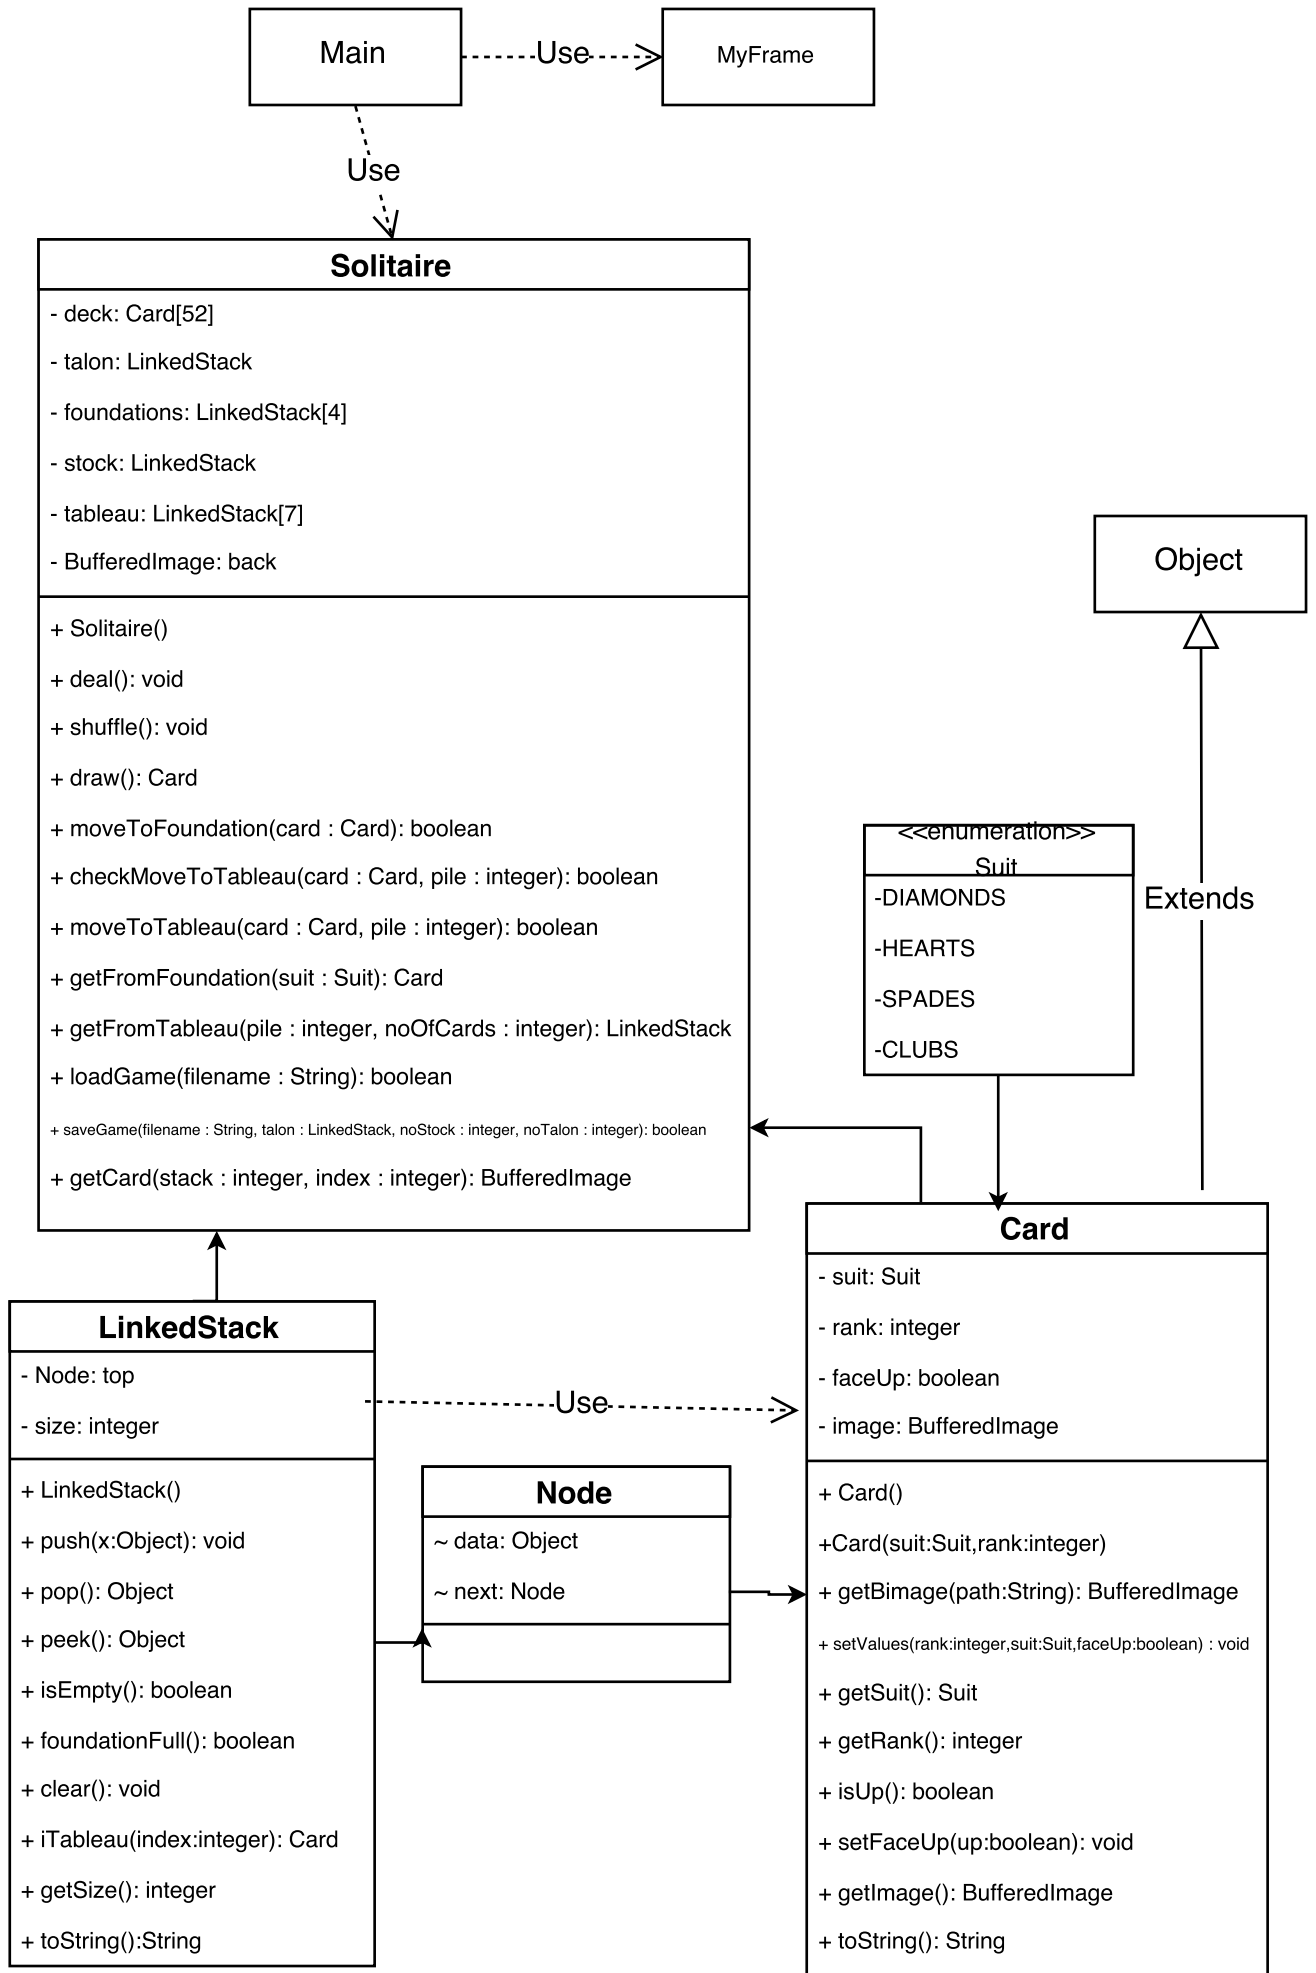 Main
Use
MyFrame
Use
Solitaire
- deck: Card[52]
- talon: LinkedStack
- foundations: LinkedStack[4]
- stock: LinkedStack
- tableau: LinkedStack[7]
- BufferedImage: back
+ Solitaire()
+ deal(): void
+ shuffle(): void
+ draw(): Card
+ moveToFoundation(card : Card): boolean
+ checkMoveToTableau(card : Card, pile : integer): boolean
+ moveToTableau(card : Card, pile : integer): boolean
+ getFromFoundation(suit : Suit): Card
+ getFromTableau(pile : integer, noOfCards : integer): LinkedStack
+ loadGame(filename : String): boolean
+ saveGame(filename : String, talon : LinkedStack, noStock : integer, noTalon : integer): boolean
+ getCard(stack : integer, index : integer): BufferedImage
Object
<<enumeration>>
Suit
-DIAMONDS
-HEARTS
-SPADES
-CLUBS
Extends
LinkedStack
- Node: top
- size: integer
+ LinkedStack()
+ push(x:Object): void
+ pop(): Object
+ peek(): Object
+ isEmpty(): boolean
+ foundationFull(): boolean
+ clear(): void
+ iTableau(index:integer): Card
+ getSize(): integer
+ toString():String
Use
Node
~ data: Object
~ next: Node
Card
- suit: Suit
- rank: integer
- faceUp: boolean
- image: BufferedImage
+ Card()
+Card(suit:Suit,rank:integer)
+ getBimage(path:String): BufferedImage
+ setValues(rank:integer,suit:Suit,faceUp:boolean) : void
+ getSuit(): Suit
+ getRank(): integer
+ isUp(): boolean
+ setFaceUp(up:boolean): void
+ getImage(): BufferedImage
+ toString(): String